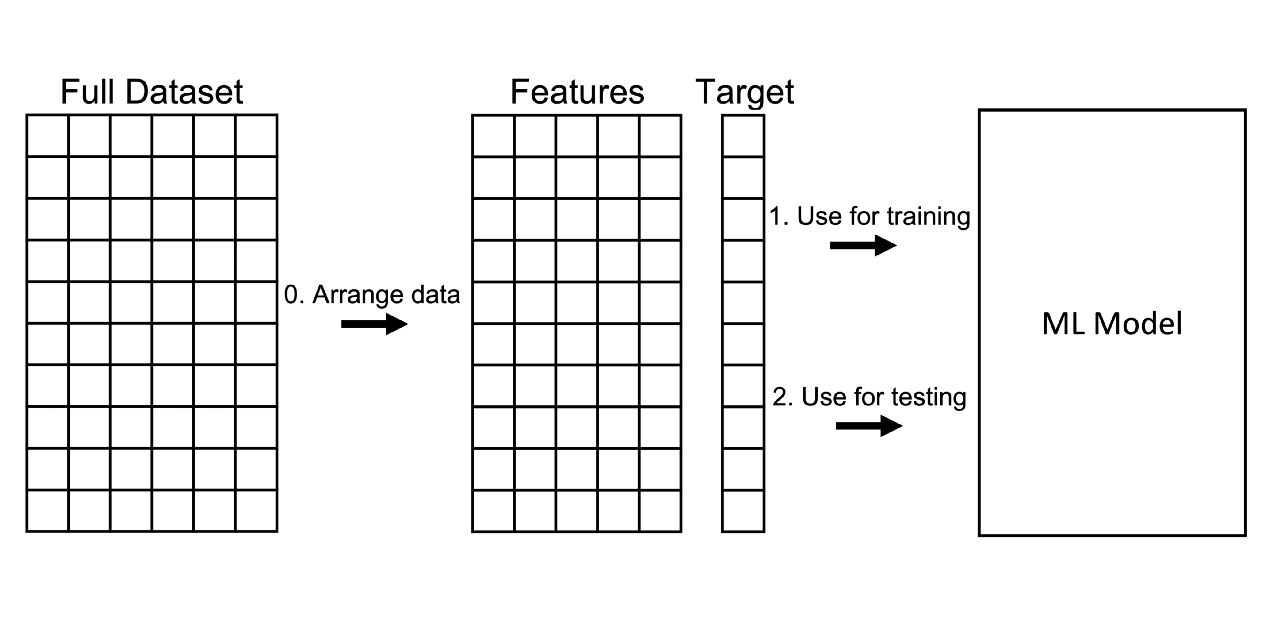 Full Dataset
Features
Target
0. Arrange data
1. Use for training
2. Use for testing
ML Model